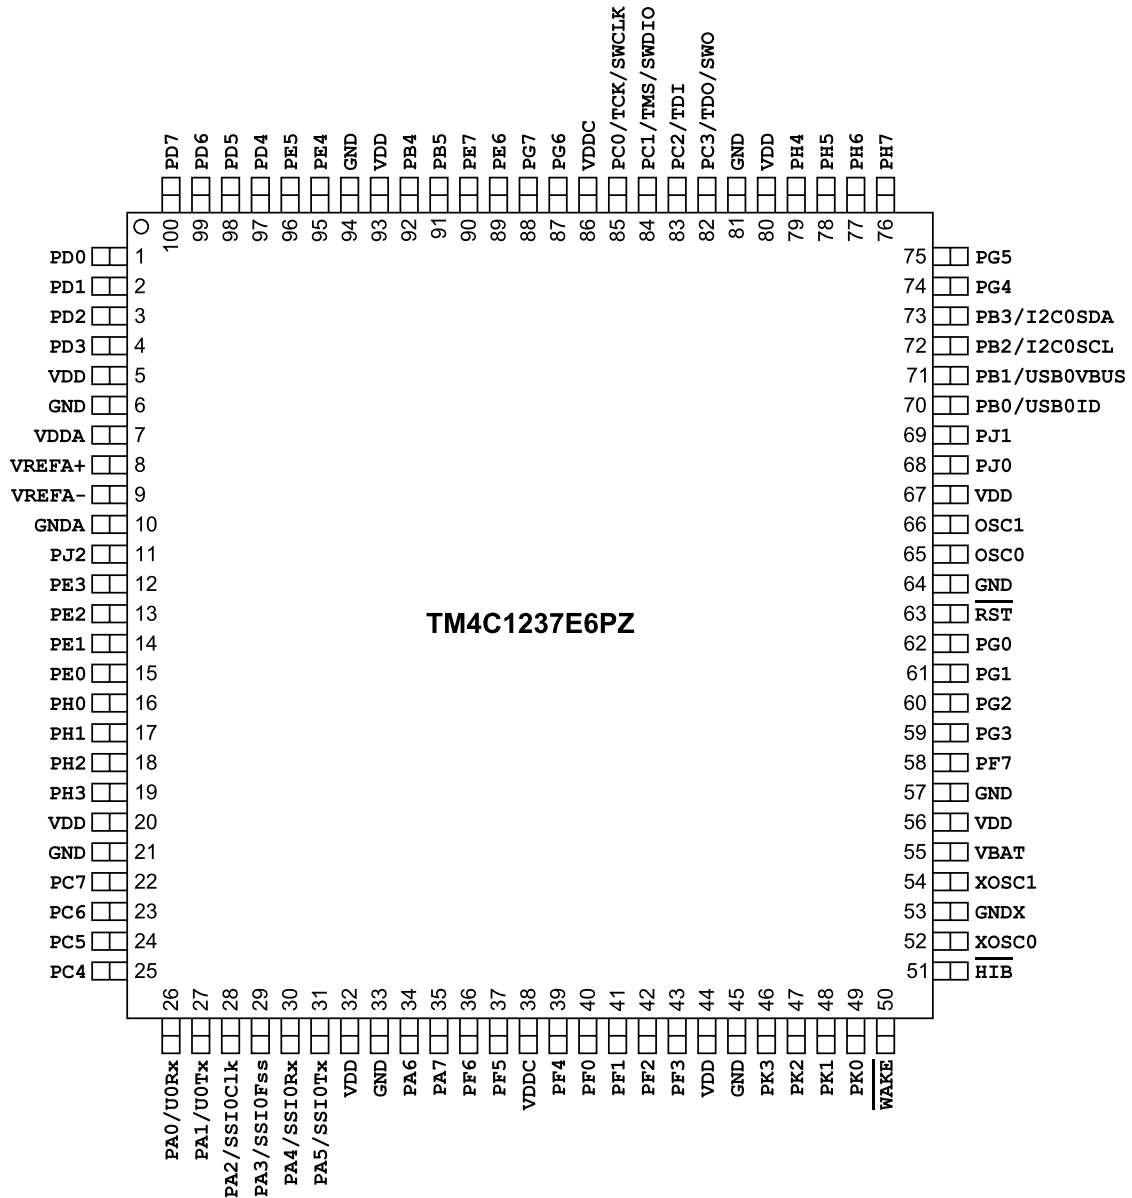 PC0/TCK/SWCLK
PC1/TMS/SWDIO
PC2/TDI
PC3/TDO/SWO
PD7
PD6
PD5
PD4
PE5
PE4
GND
VDD
PB4
PB5
PE7
PE6
PG7
PG6
VDDC
GND
VDD
PH4
PH5
PH6
PH7
100
99
98
97
96
95
94
93
92
91
90
89
88
87
86
85
84
83
82
81
80
79
78
77
76
PD0 1
PD1 2
PD2 3
PD3 4
VDD 5
GND 6
VDDA 7
VREFA+ 8
VREFA- 9
GNDA 10
PJ2 11
PE3 12
PE2 13
PE1 14
PE0 15
PH0 16
PH1 17
PH2 18
PH3 19
VDD 20
GND 21
PC7 22
PC6 23
PC5 24
PC4 25
TM4C1237E6PZ
75 PG5
74 PG4
73 PB3/I2C0SDA
72 PB2/I2C0SCL
71 PB1/USB0VBUS
70 PB0/USB0ID
69 PJ1
68 PJ0
67 VDD
66 OSC1
65 OSC0
64 GND
63 RST
62 PG0
61 PG1
60 PG2
59 PG3
58 PF7
57 GND
56 VDD
55 VBAT
54 XOSC1
53 GNDX
52 XOSC0
51 HIB
26
27
28
29
30
31
32
33
34
35
36
37
38
39
40
41
42
43
44
45
46
47
48
49
50
PA0/U0Rx
PA1/U0Tx
PA2/SSI0Clk
PA3/SSI0Fss
PA4/SSI0Rx
PA5/SSI0Tx
VDD
GND
PA6
PA7
PF6
PF5
VDDC
PF4
PF0
PF1
PF2
PF3
VDD
GND
PK3
PK2
PK1
PK0
WAKE